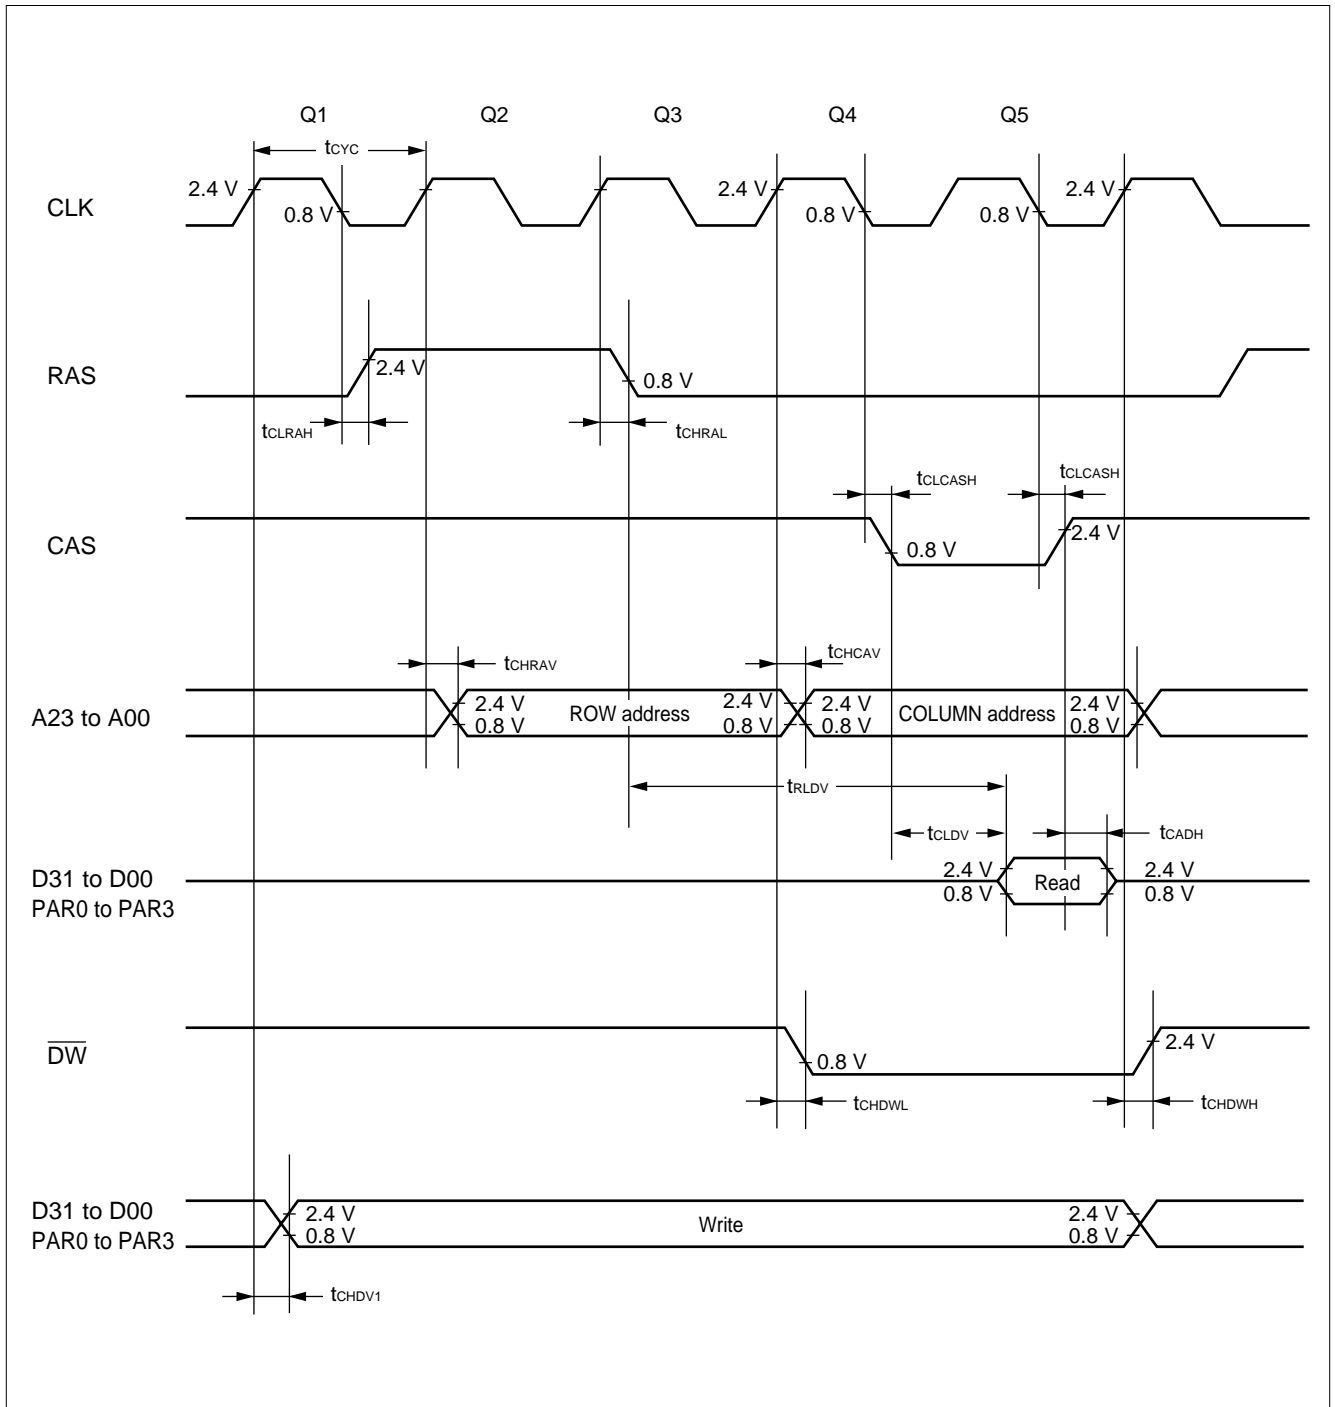 Q1 Q2 Q3 Q4 Q5
tCYC
CLK
2.4 V 2.4 V 2.4 V
0.8 V 0.8 V 0.8 V
RAS
2.4 V 0.8 V
tCLRAH tCHRAL
tCLCASH tCLCASH
CAS
0.8 V 2.4 V
tCHRAV tCHCAV
A23 to A00
2.4 V ROW address 2.4 V 2.4 V COLUMN address 2.4 V
0.8 V 0.8 V 0.8 V 0.8 V
tRLDV
tCLDV tCADH
D31 to D00
PAR0 to PAR3
2.4 V Read 2.4 V
0.8 V 0.8 V
DW
0.8 V 2.4 V
tCHDWL tCHDWH
D31 to D00
PAR0 to PAR3
2.4 V Write 2.4 V
0.8 V 0.8 V
tCHDV1